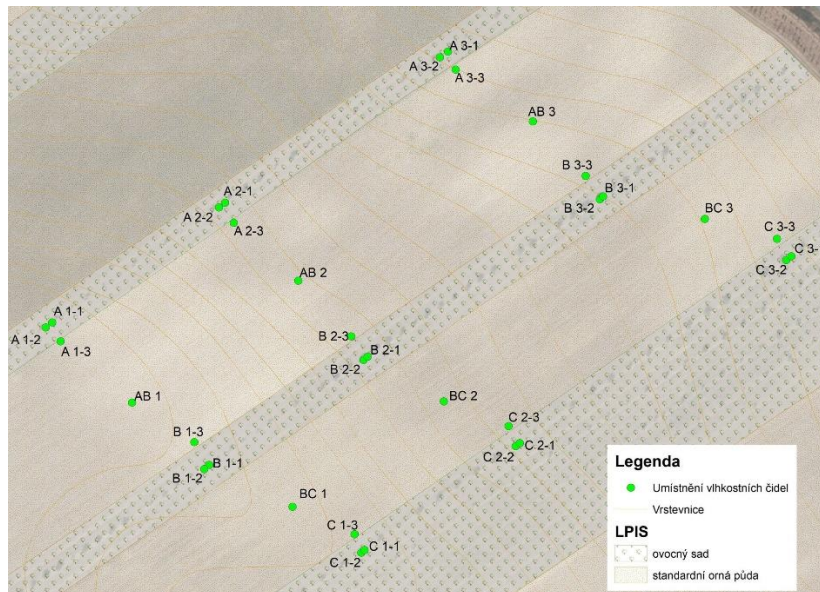 A 3-1
A 3-2
A 3-3
AB 3
B 3-3
B 3-1
B 3-2
BC 3
C 3-3
C 3-
C 3-2
A 2-1
A 2-2
A 2-3
AB 2
B 2-3
B 2-1
B 2-2
BC 2
C 2-3
C 2-1
C 2-2
A 1-1
A 1-2
A 1-3
AB 1
B 1-3
B 1-1
B 1-2
BC 1
C 1-3
C 1-1
C 1-2
Legenda
Umístnění vlhkostních čidel
Vrstevnice
LPIS
ovocný sad
standardní orná půda